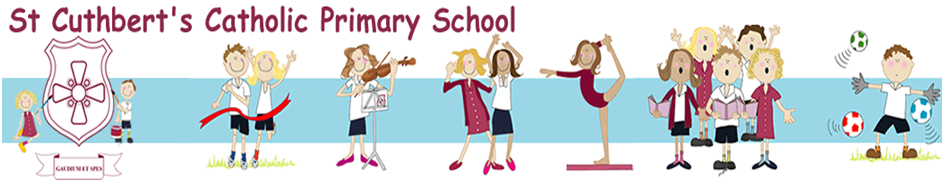 St Cuthbert's Catholic Primary School
GAUDIUM ET SPES